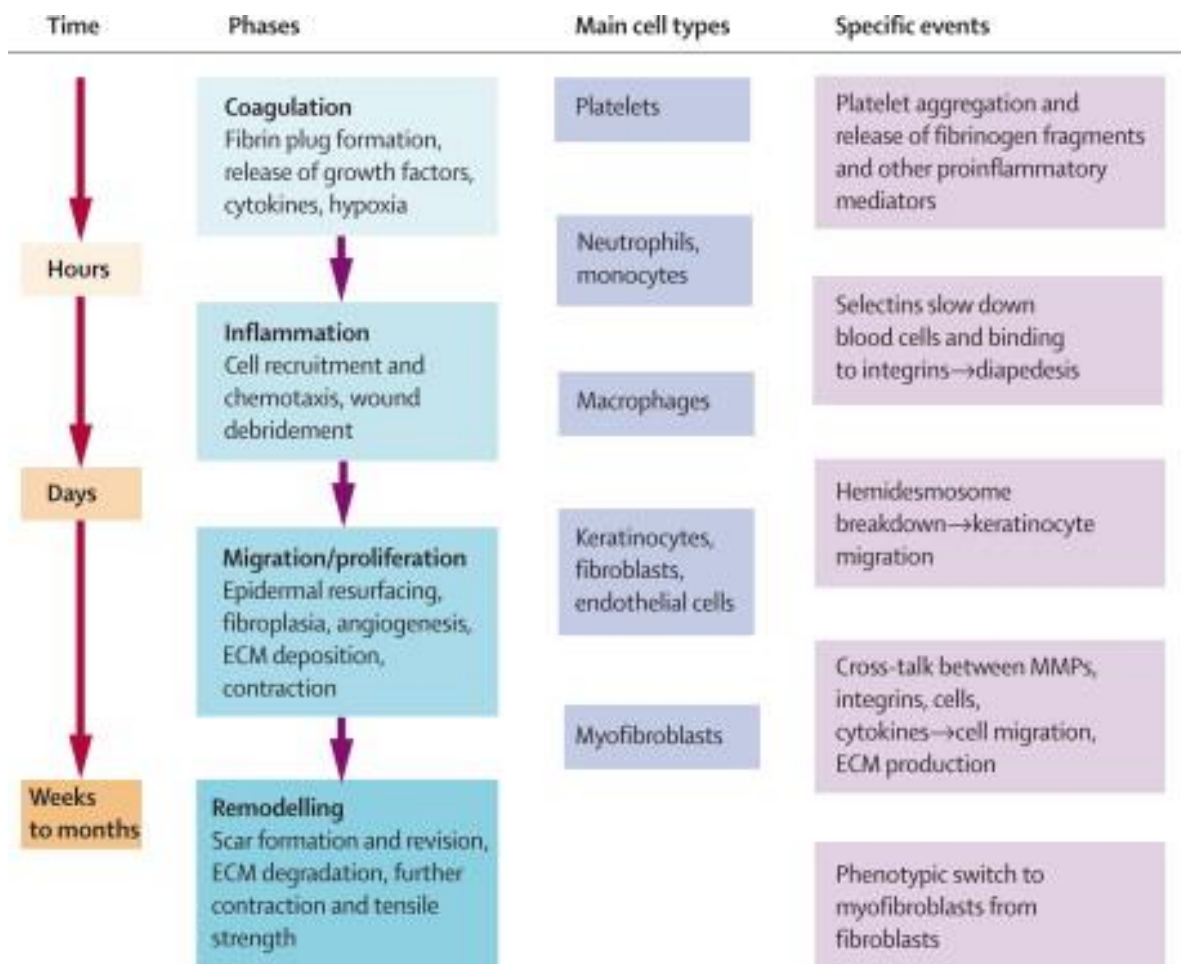 Time Phases Main cell types Specific events
Hours
Days
Weeks
to months
Coagulation
Fibrin plug formation,
release of growth factors,
cytokines, hypoxia
Inflammation
Cell recruitment and
chemotaxis, wound
debridement
Migration/proliferation
Epidermal resurfacing,
fibroplasia, angiogenesis,
ECM deposition,
contraction
Remodelling
Scar formation and revision,
ECM degradation, further
contraction and tensile
strength
Platelets
Neutrophils,
monocytes
Macrophages
Keratinocytes,
fibroblasts,
endothelial cells
Myofibroblasts
Platelet aggregation and
release of fibrinogen fragments
and other proinflammatory
mediators
Selectins slow down
blood cells and binding
to integrins→diapedesis
Hemidesmosome
breakdown→keratinocyte
migration
Cross-talk between MMPs,
integrins, cells,
cytokines→cell migration,
ECM production
Phenotypic switch to
myofibroblasts from
fibroblasts